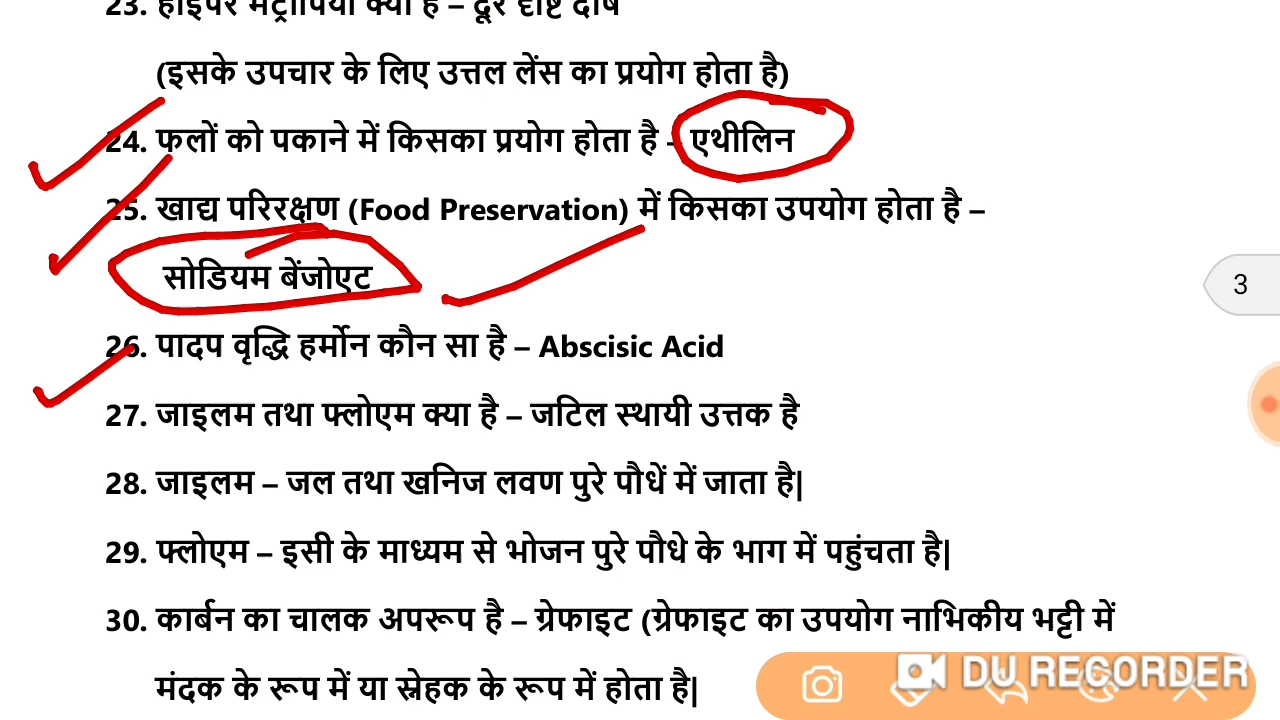 23. हाइपर मेट्रोपिया क्या है – दूर दृष्टि दोष
(इसके उपचार के लिए उत्तल लेंस का प्रयोग होता है)
24. फलों को पकाने में किसका प्रयोग होता है – एथीलिन
25. खाद्य परिरक्षण (Food Preservation) में किसका उपयोग होता है –
सोडियम बेंजोएट
3
26. पादप वृद्धि हर्मोन कौन सा है – Abscisic Acid
27. जाइलम तथा फ्लोएम क्या है – जटिल स्थायी उत्तक है
28. जाइलम – जल तथा खनिज लवण पुरे पौधें में जाता है|
29. फ्लोएम – इसी के माध्यम से भोजन पुरे पौधे के भाग में पहुंचता है|
30. कार्बन का चालक अपरूप है – ग्रेफाइट (ग्रेफाइट का उपयोग नाभिकीय भट्टी में
मंदक के रूप में या स्नेहक के रूप में होता है|
DU RECORDER